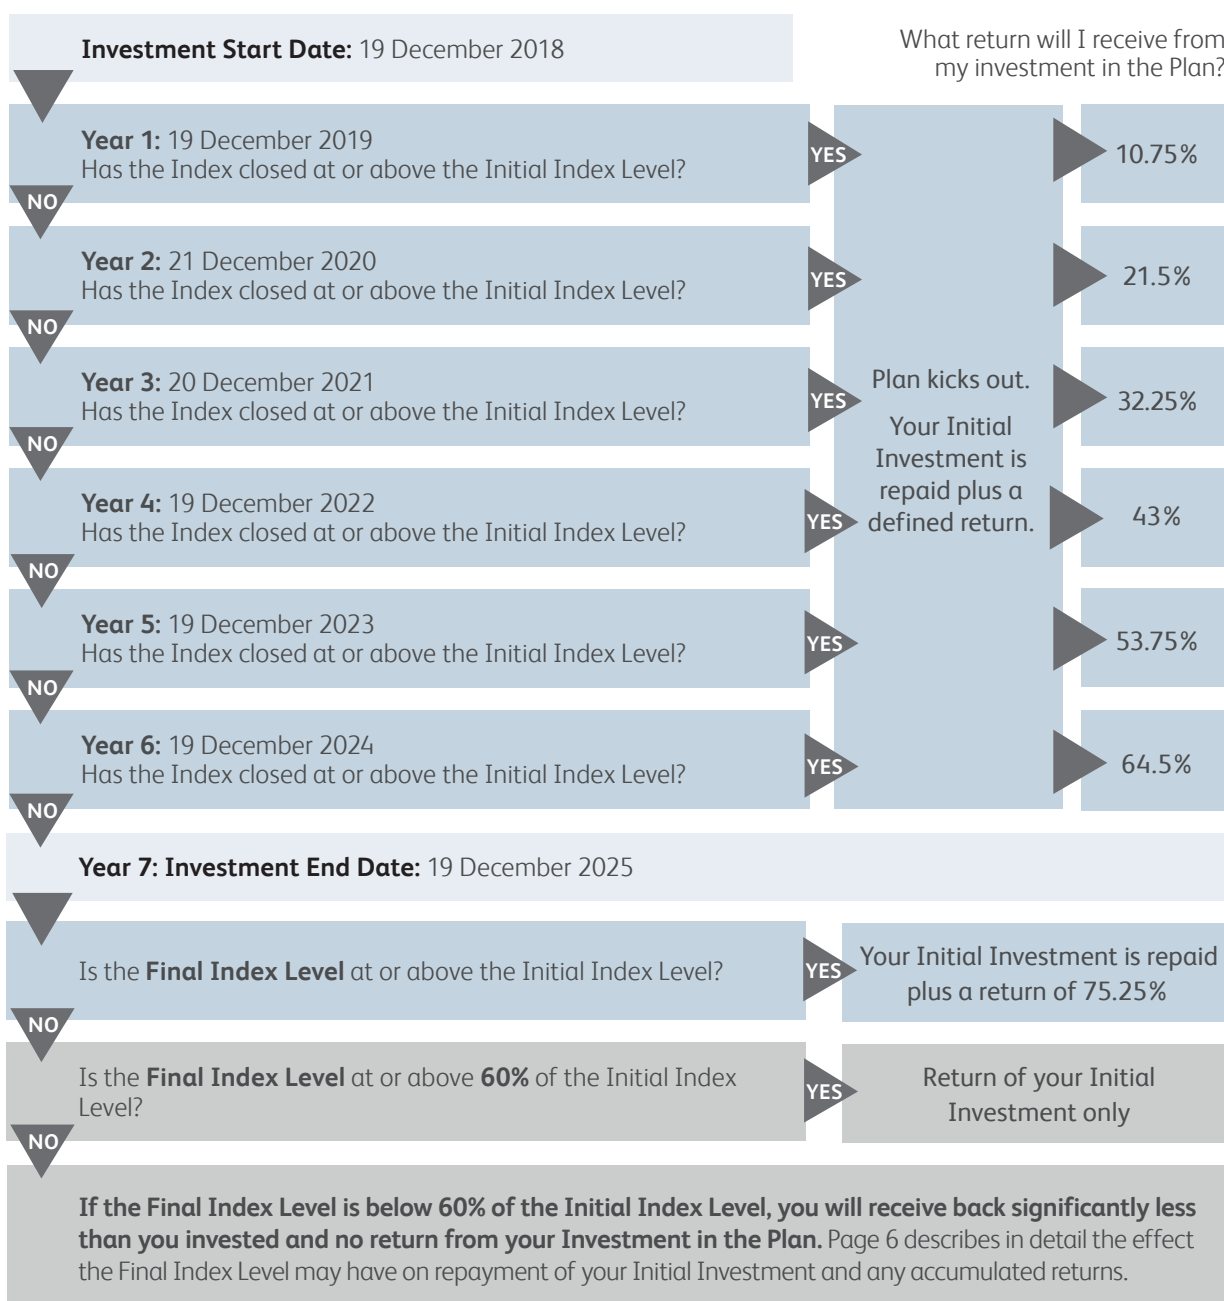 Investment Start Date: 19 December 2018
What return will I receive from
my investment in the Plan?
Year 1: 19 December 2019
Has the Index closed at or above the Initial Index Level?
YES
10.75%
NO
Year 2: 21 December 2020
Has the Index closed at or above the Initial Index Level?
YES
21.5%
NO
Year 3: 20 December 2021
Has the Index closed at or above the Initial Index Level?
YES
Plan kicks out.
Your Initial
Investment is
repaid plus a
defined return.
32.25%
NO
Year 4: 19 December 2022
Has the Index closed at or above the Initial Index Level?
YES
43%
NO
Year 5: 19 December 2023
Has the Index closed at or above the Initial Index Level?
YES
53.75%
NO
Year 6: 19 December 2024
Has the Index closed at or above the Initial Index Level?
YES
64.5%
NO
Year 7: Investment End Date: 19 December 2025
Is the Final Index Level at or above the Initial Index Level?
YES
Your Initial Investment is repaid
plus a return of 75.25%
NO
Is the Final Index Level at or above 60% of the Initial Index
Level?
YES
Return of your Initial
Investment only
NO
If the Final Index Level is below 60% of the Initial Index Level, you will receive back significantly less
than you invested and no return from your Investment in the Plan. Page 6 describes in detail the effect
the Final Index Level may have on repayment of your Initial Investment and any accumulated returns.